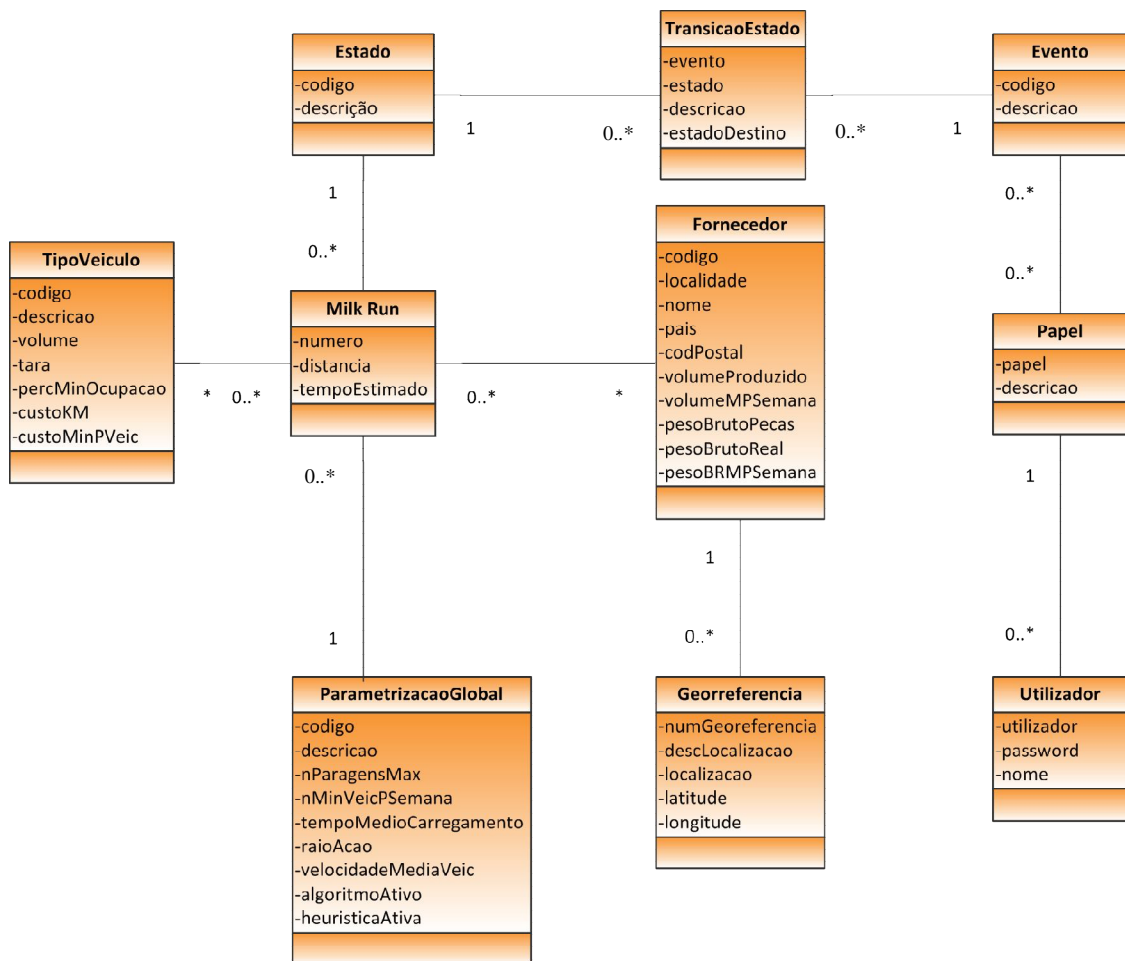 Estado
-codigo
-descrição
1
0..*
TransicaoEstado
-evento
-estado
-descricao
-estadoDestino
0..*
1
Evento
-codigo
-descricao
1
0..*
0..*
0..*
TipoVeiculo
-codigo
-descricao
-volume
-tara
-percMinOcupacao
-custoKM
-custoMinPVeic
*
0..*
Milk Run
-numero
-distancia
-tempoEstimado
0..*
*
0..*
1
Fornecedor
-codigo
-localidade
-nome
-pais
-codPostal
-volumeProduzido
-volumeMPSemana
-pesoBrutoPecas
-pesoBrutoReal
-pesoBRMPSemana
1
0..*
Papel
-papel
-descricao
1
0..*
ParametrizacaoGlobal
-codigo
-descricao
-nParagensMax
-nMinVeicPSemana
-tempoMedioCarregamento
-raioAcao
-velocidadeMediaVeic
-algoritmoAtivo
-heuristicaAtiva
Georreferencia
-numGeoreferencia
-descLocalizacao
-localizacao
-latitude
-longitude
Utilizador
-utilizador
-password
-nome